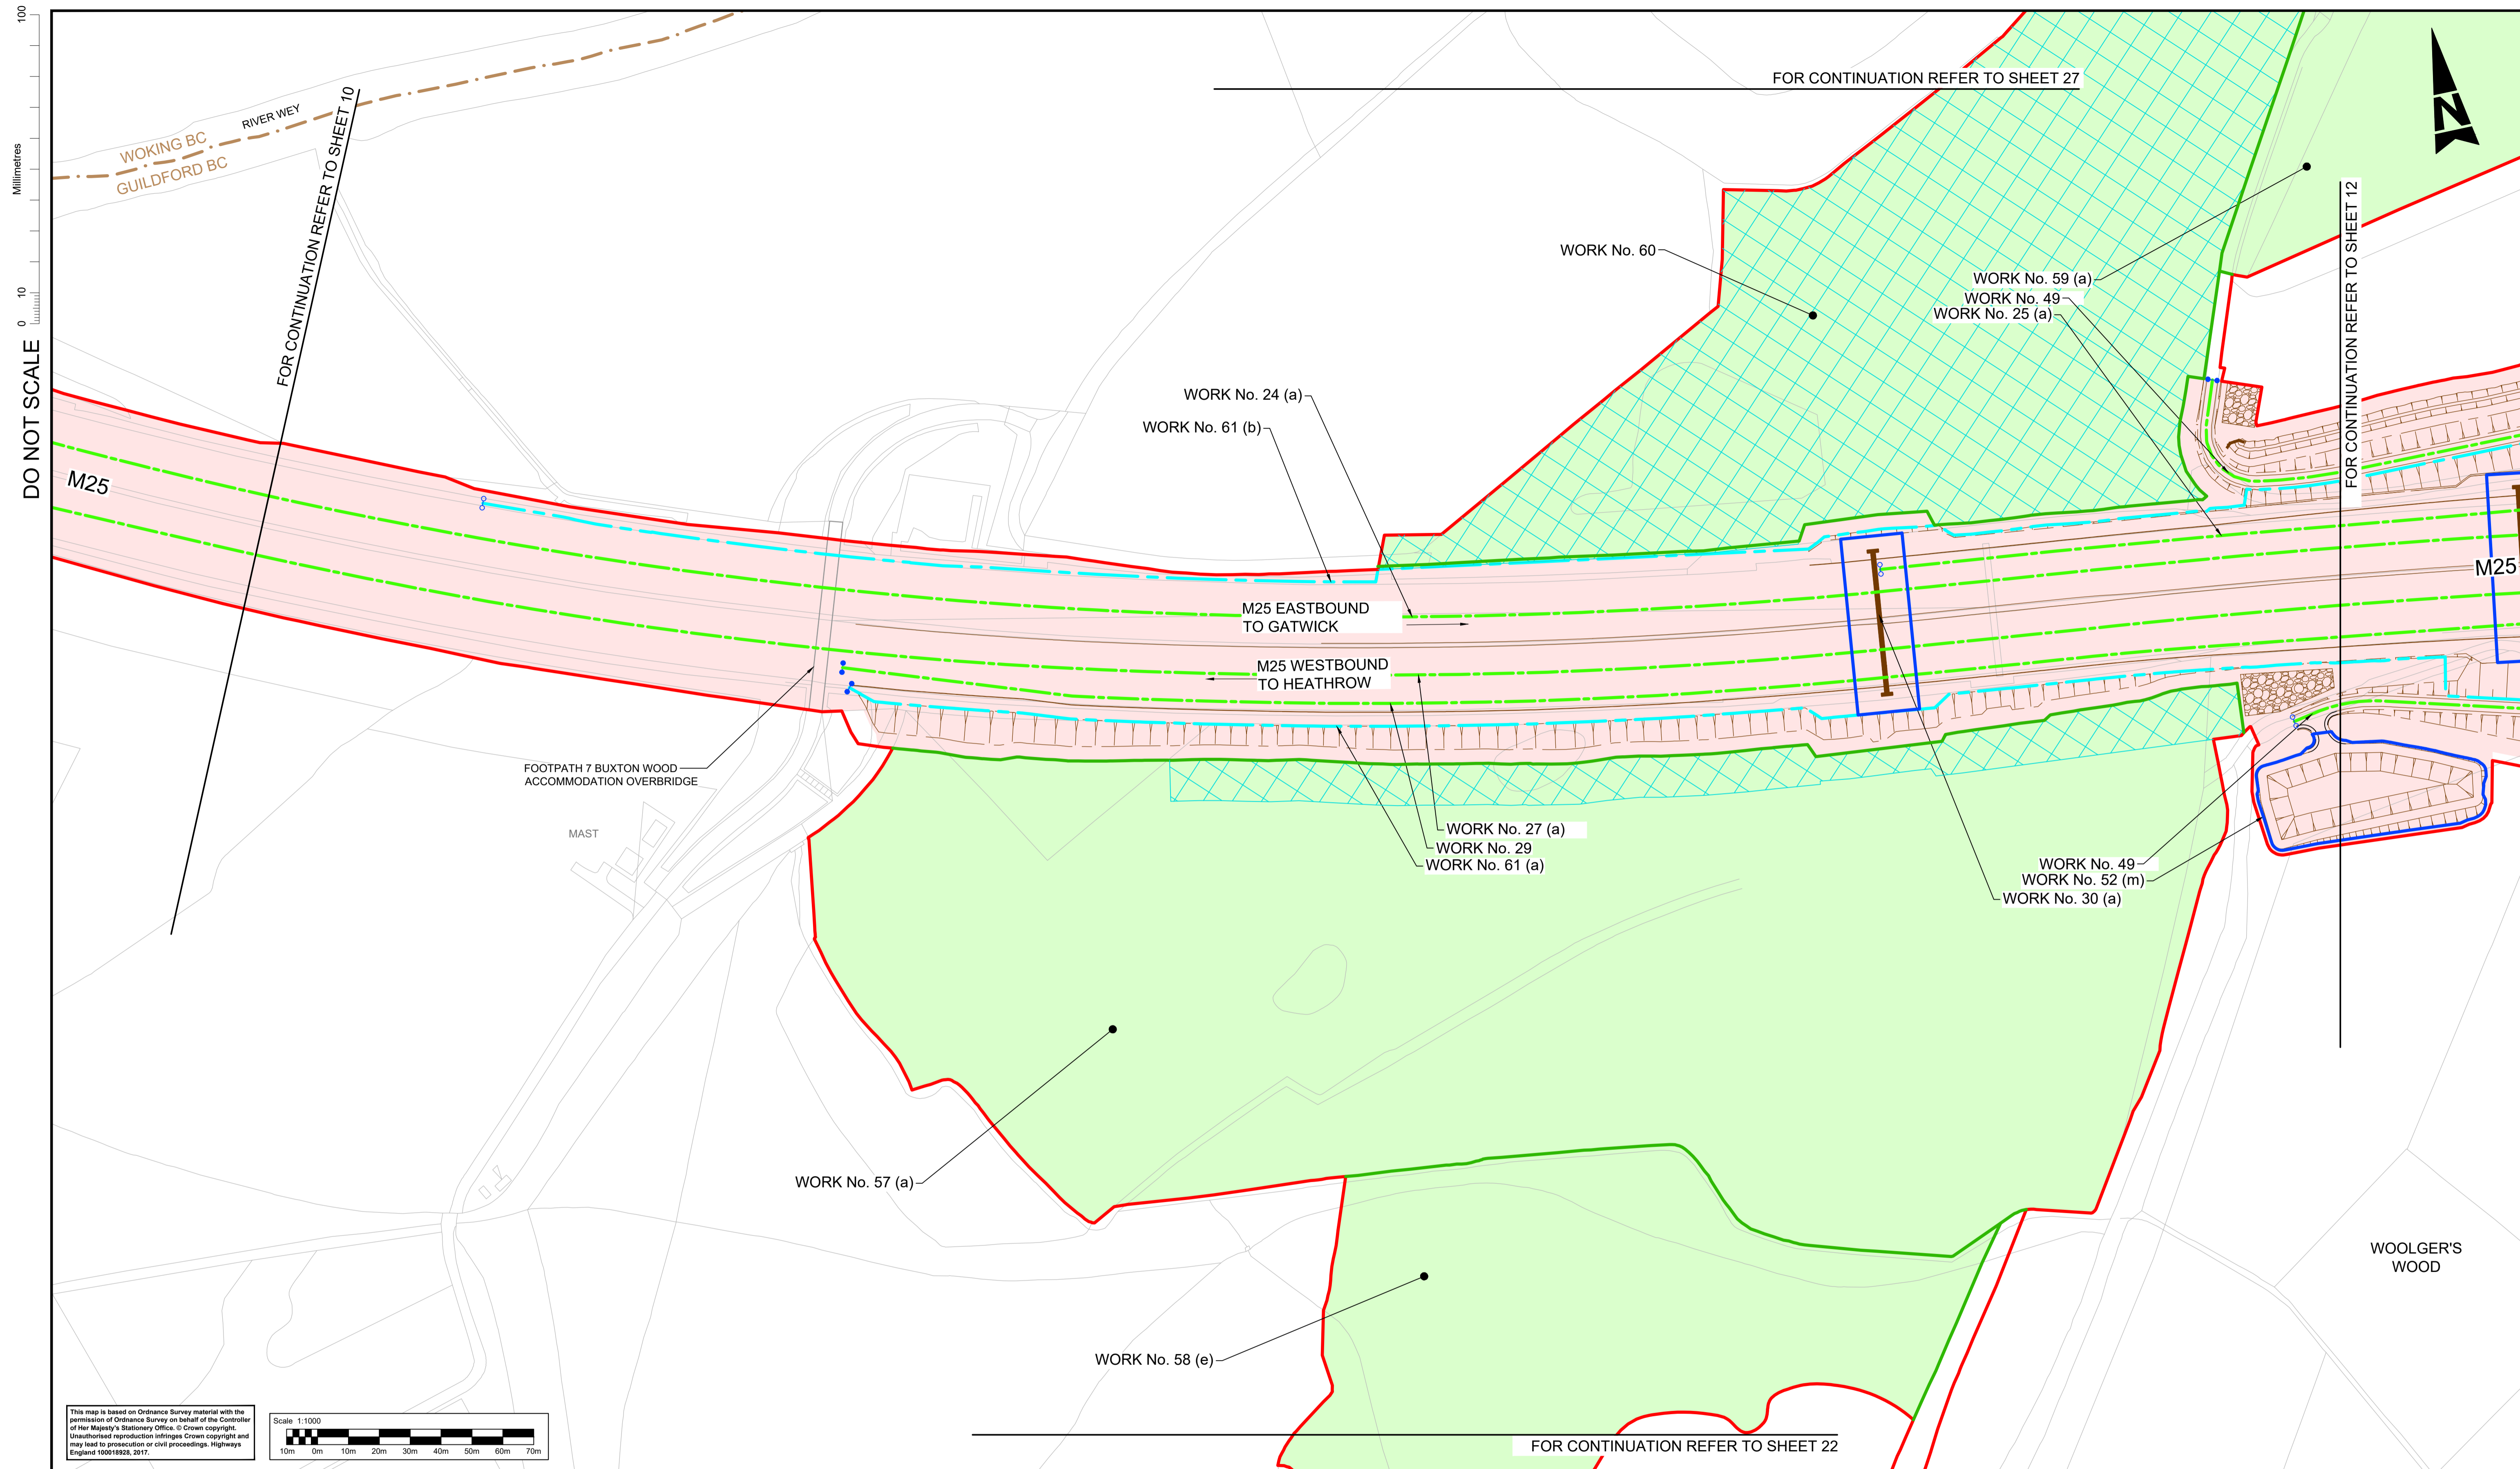 100
Millimetres
10
0
DO NOT SCALE
RIVER WEY
WOKING BC
GUILDFORD BC
FOR CONTINUATION REFER TO SHEET 10
FOR CONTINUATION REFER TO SHEET 27
N
WORK No. 60
WORK No. 59 (a)
WORK No. 49
WORK No. 25 (a)
FOR CONTINUATION REFER TO SHEET 12
WORK No. 24 (a)
WORK No. 61 (b)
M25
M25
M25 EASTBOUND
TO GATWICK
M25 WESTBOUND
TO HEATHROW
FOOTPATH 7 BUXTON WOOD
ACCOMMODATION OVERBRIDGE
MAST
WORK No. 27 (a)
WORK No. 29
WORK No. 61 (a)
WORK No. 49
WORK No. 52 (m)
WORK No. 30 (a)
WORK No. 57 (a)
WOOLGER'S
WOOD
WORK No. 58 (e)
This map is based on Ordnance Survey material with the
permission of Ordnance Survey on behalf of the Controller
of Her Majesty's Stationery Office. © Crown copyright.
Unauthorised reproduction infringes Crown copyright and
may lead to prosecution or civil proceedings. Highways
England 100018928, 2017.
Scale 1:1000
10m 0m 10m 20m 30m 40m 50m 60m 70m
FOR CONTINUATION REFER TO SHEET 22